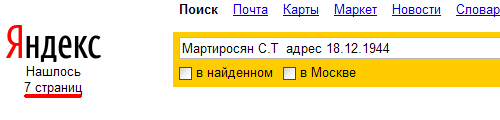 Поиск Почта Карты Маркет Новости Словар
Яндекс
Мартиросян С.Т адрес 18.12.1944
Нашлось
в найденном в Москве
7 страниц